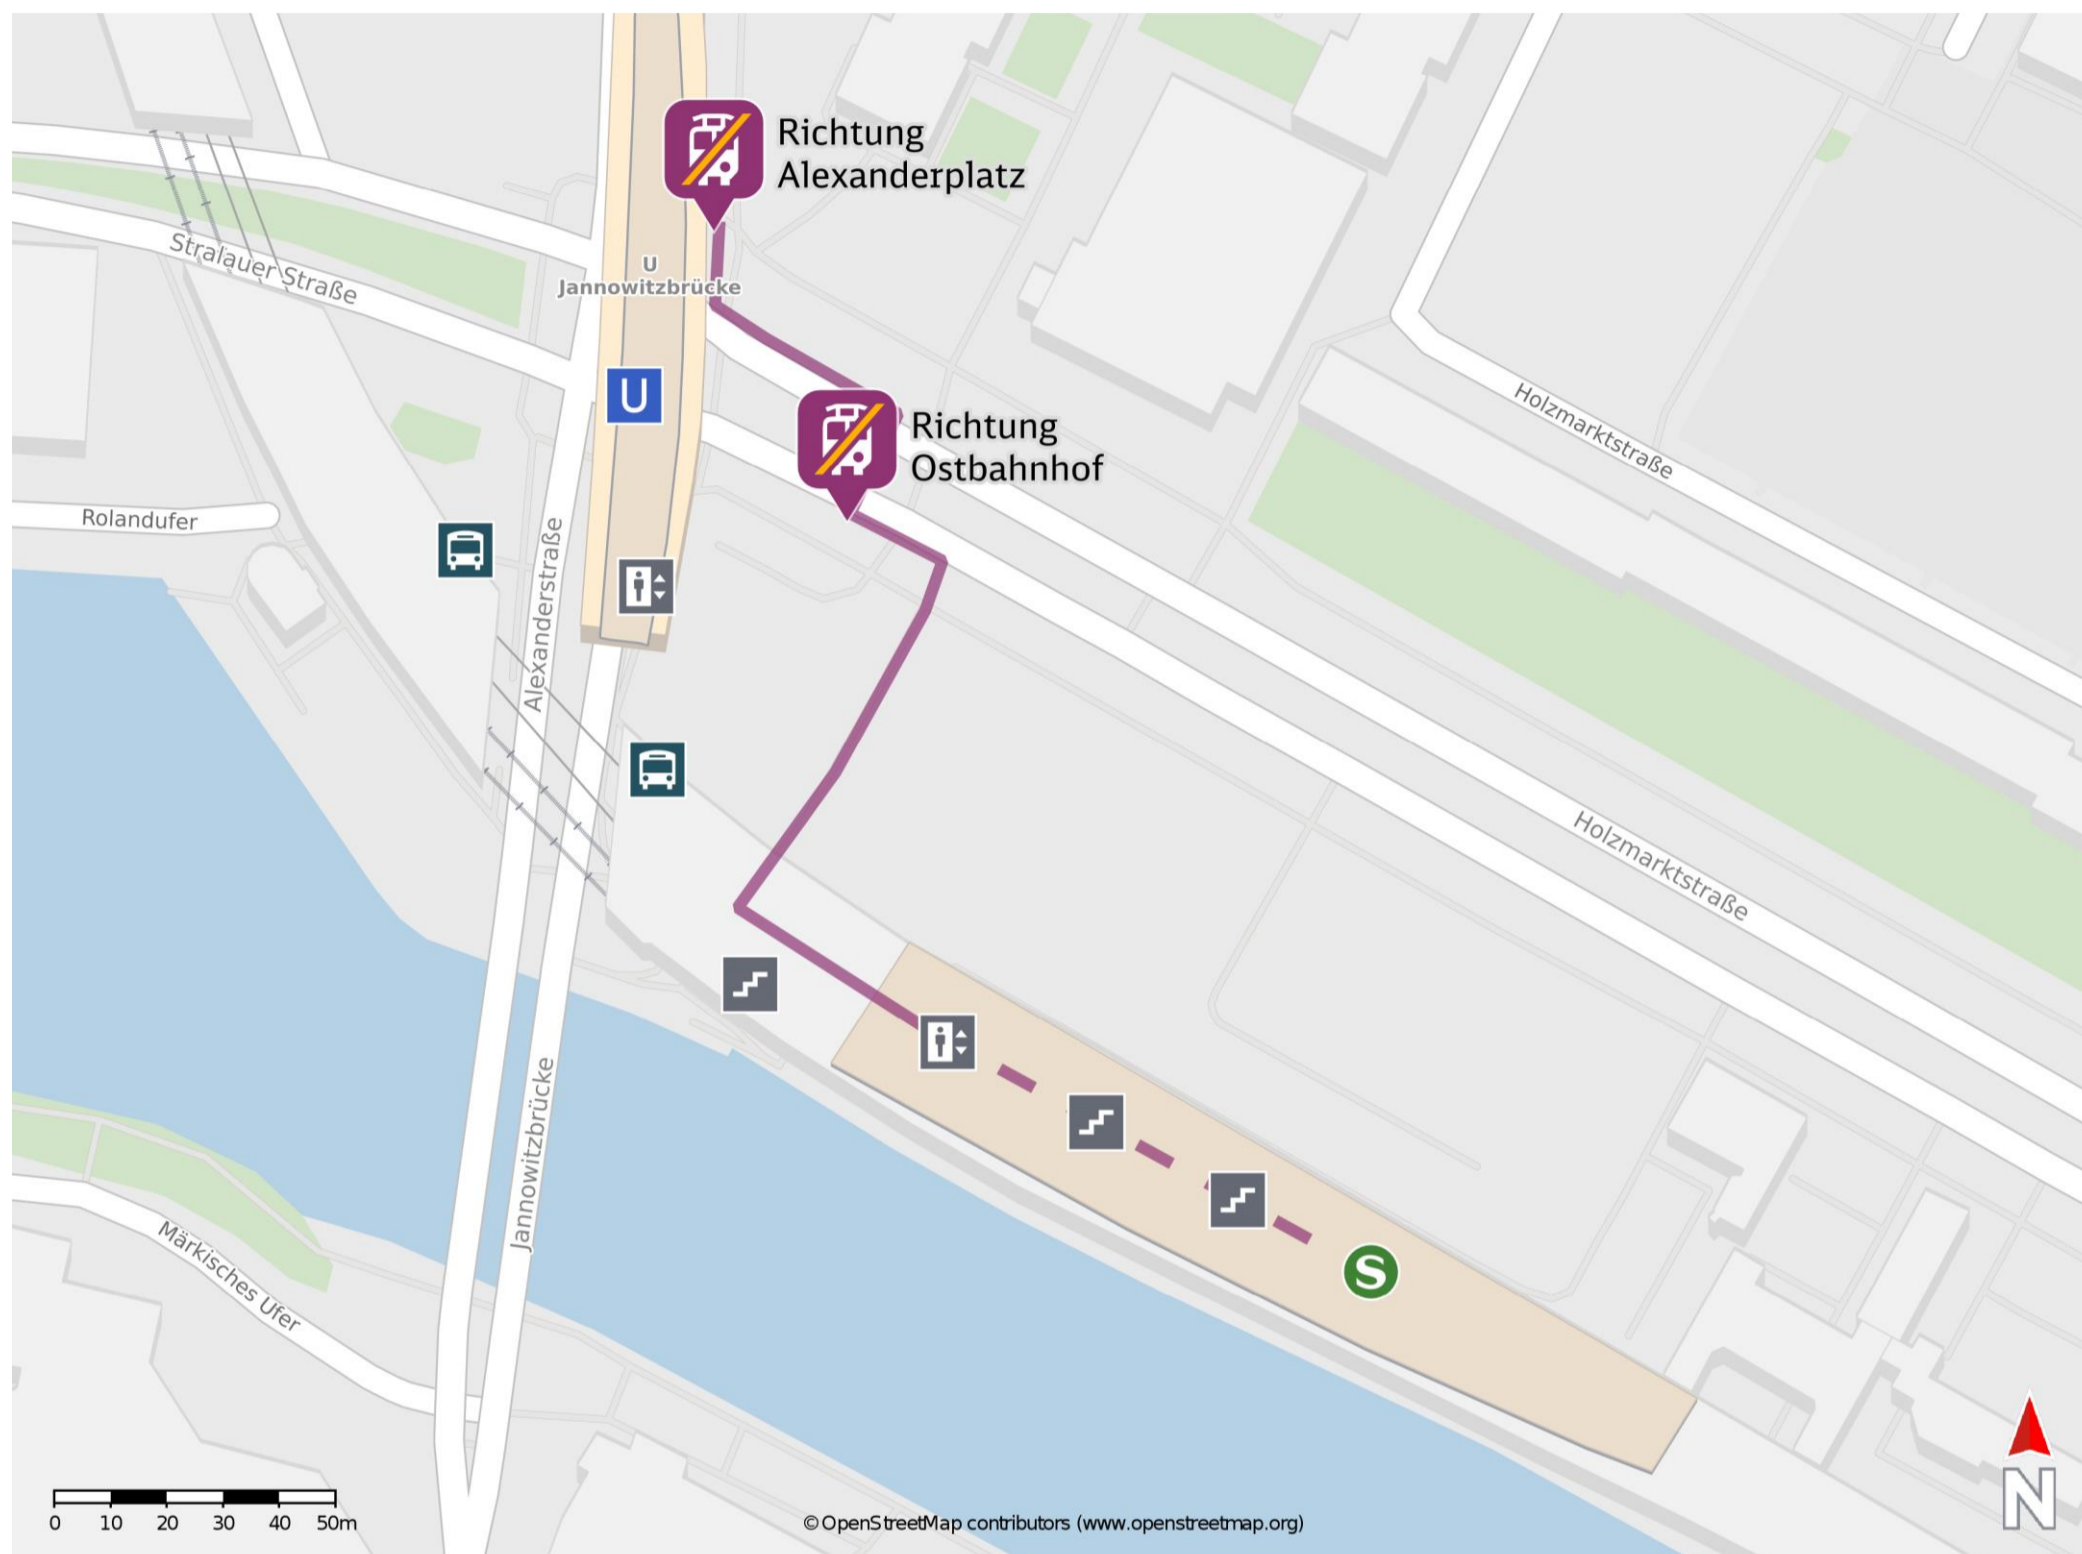 Richtung
Alexanderplatz
Stralauer Straße
U
Jannowitzbrücke
U
Richtung
Ostbahnhof
Holzmarktstraße
Rolandufer
Alexanderstraße
Holzmarktstraße
Jannowitzbrücke
Märkisches Ufer
S
0 10 20 30 40 50m
©OpenStreetMap contributors (www.openstreetmap.org)
N